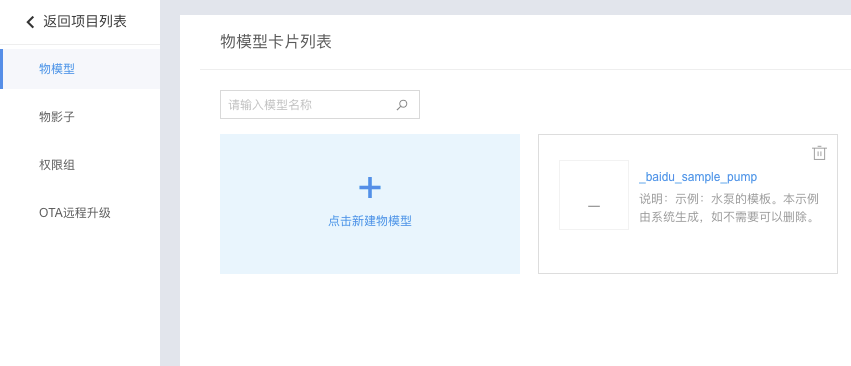 返回项目列表
物模型
物影子
权限组
OTA远程升级
物模型卡片列表
请输入模型名称
点击新建物模型
_
_baidu_sample_pump
说明：示例：水泵的模板。本示例
由系统生成，如不需要可以删除。